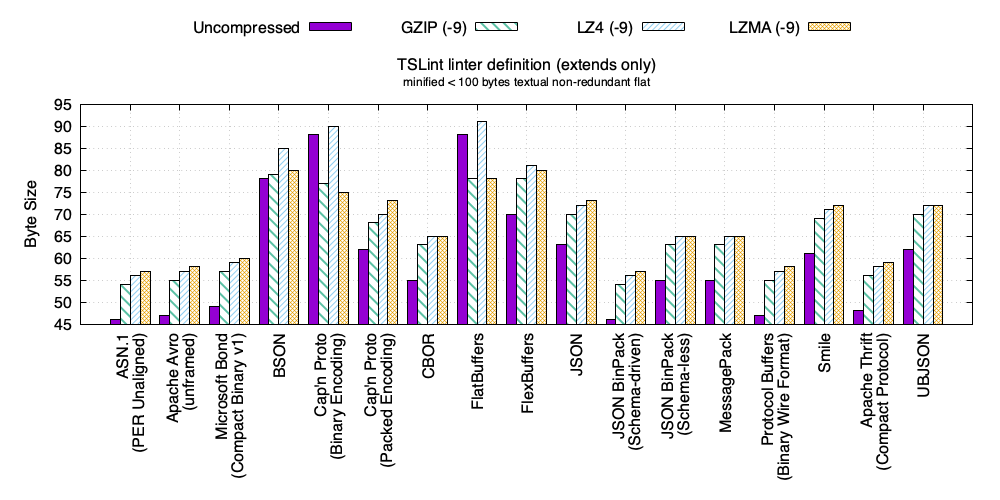 Uncompressed GZIP (-9) LZ4 (-9) LZMA (-9)
TSLint linter definition (extends only)
minified < 100 bytes textual non-redundant flat
95
90
85
80
75
70
65
60
55
50
45
Byte Size
ASN.1
(PER Unaligned)
Apache Avro
(unframed)
Microsoft Bond
(Compact Binary v1)
BSON
Cap'n Proto
(Binary Encoding)
Cap'n Proto
(Packed Encoding)
CBOR
FlatBuffers
FlexBuffers
JSON
JSON BinPack
(Schema-driven)
JSON BinPack
(Schema-less)
MessagePack
Protocol Buffers
(Binary Wire Format)
Smile
Apache Thrift
(Compact Protocol)
UBJSON